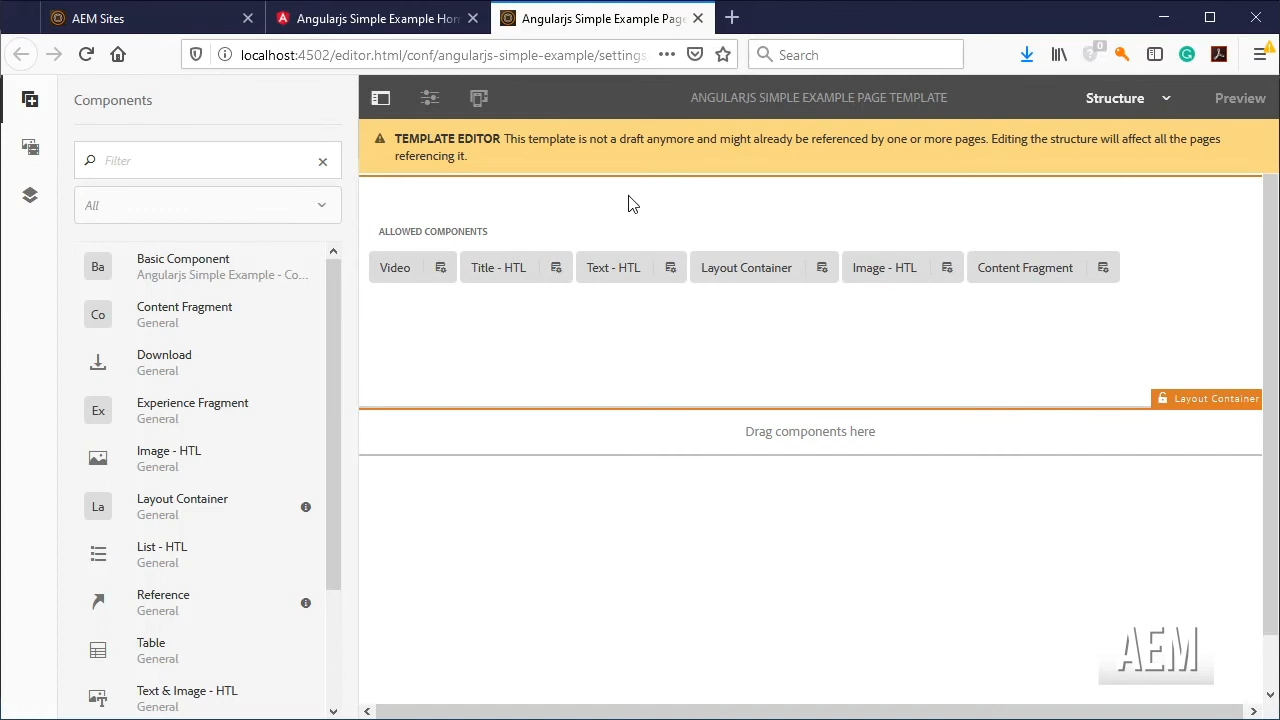 AEM Sites
Angularjs Simple Example Hor
Angularjs Simple Example Page
localhost:4502/editor.html/conf/angularjs-simple-example/settings,
Search
0
Components
Filter
All
Ba
Basic Component
Angularjs Simple Example - Co...
Co
Content Fragment
General
Download
General
Ex
Experience Fragment
General
Image - HTL
General
La
Layout Container
General
List - HTL
General
Reference
General
Table
General
Text & Image - HTL
General
ANGULARJS SIMPLE EXAMPLE PAGE TEMPLATE
Structure
Preview
TEMPLATE EDITOR This template is not a draft anymore and might already be referenced by one or more pages. Editing the structure will affect all the pages
referencing it.
ALLOWED COMPONENTS
Video
Title - HTL
Text - HTL
Layout Container
Image - HTL
Content Fragment
Layout Container
Drag components here
AEM